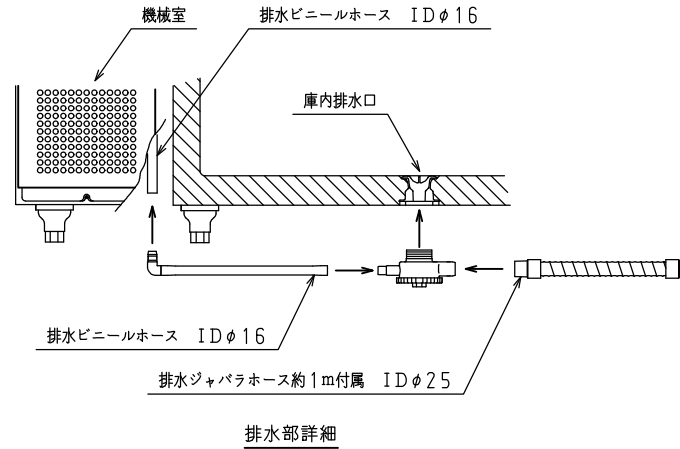 機械室
排水ビニールホース IDφ16
庫内排水口
排水ビニールホース IDφ16
排水ジャバラホース約1m付属 IDφ25
排水部詳細